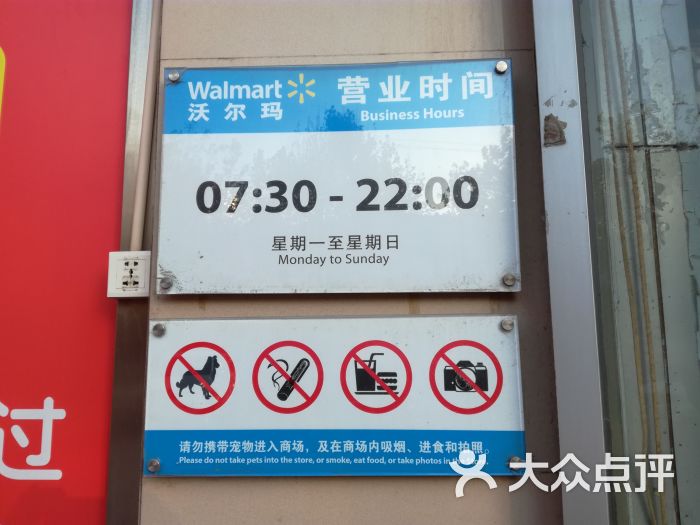 Walmart
沃尔玛
营业时间
Business Hours
07:30 - 22:00
星期一至星期日
Monday to Sunday
请勿携带宠物进入商场，及在商场内吸烟、进食和拍照。
Please do not take pets into the store, or smoke, eat food, or take photos in the
大众点评
过